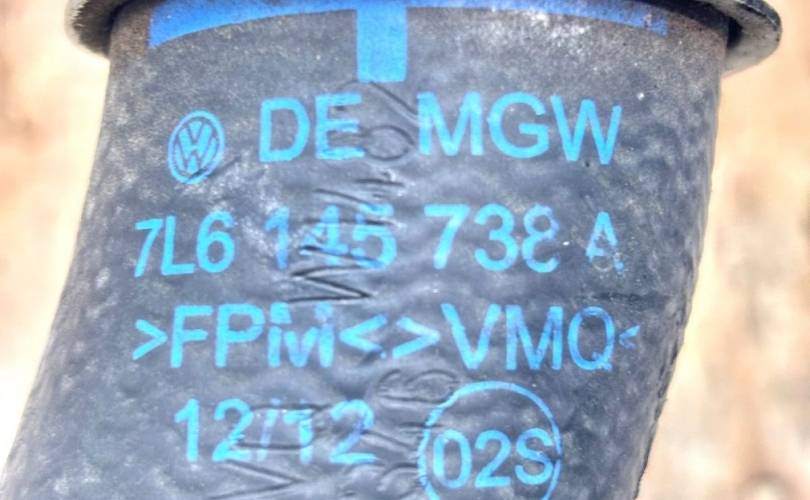 DE MGW
7L6 145 738 A
>FPM<>VMQ<
12/12 02S